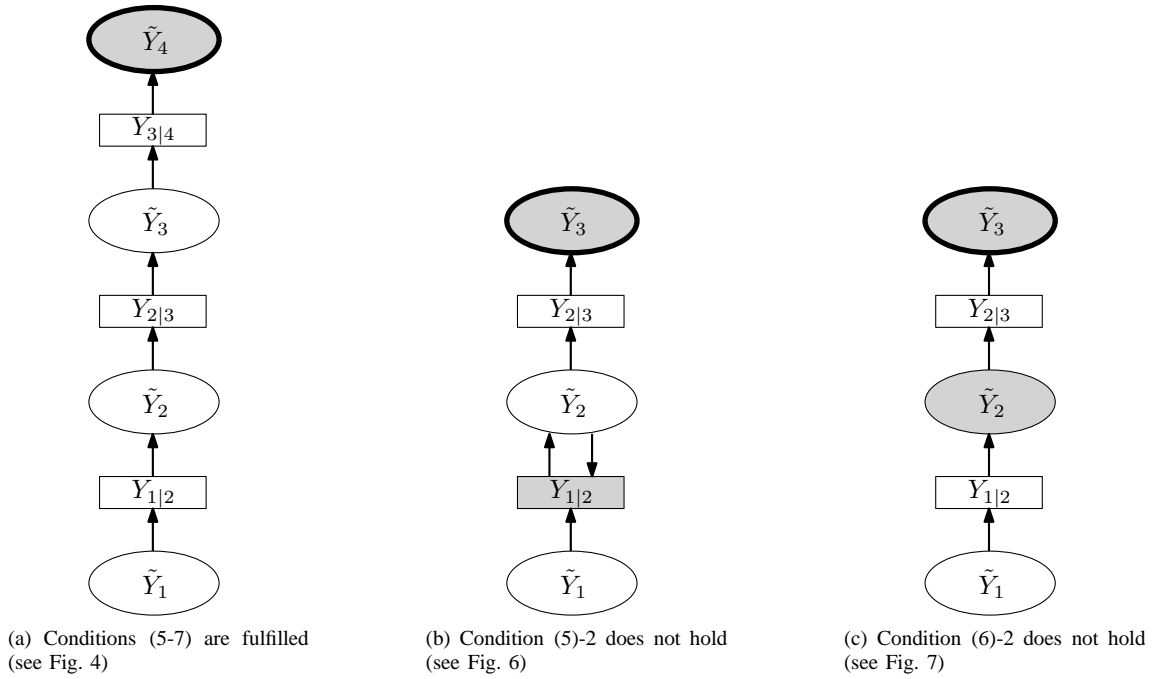 Ỹ₄
Y₃|₄
Ỹ₃
Y₂|₃
Ỹ₂
Y₁|₂
Ỹ₁
(a) Conditions (5-7) are fulfilled
(see Fig. 4)
Ỹ₃
Y₂|₃
Ỹ₂
Y₁|₂
Ỹ₁
(b) Condition (5)-2 does not hold
(see Fig. 6)
Ỹ₃
Y₂|₃
Ỹ₂
Y₁|₂
Ỹ₁
(c) Condition (6)-2 does not hold
(see Fig. 7)